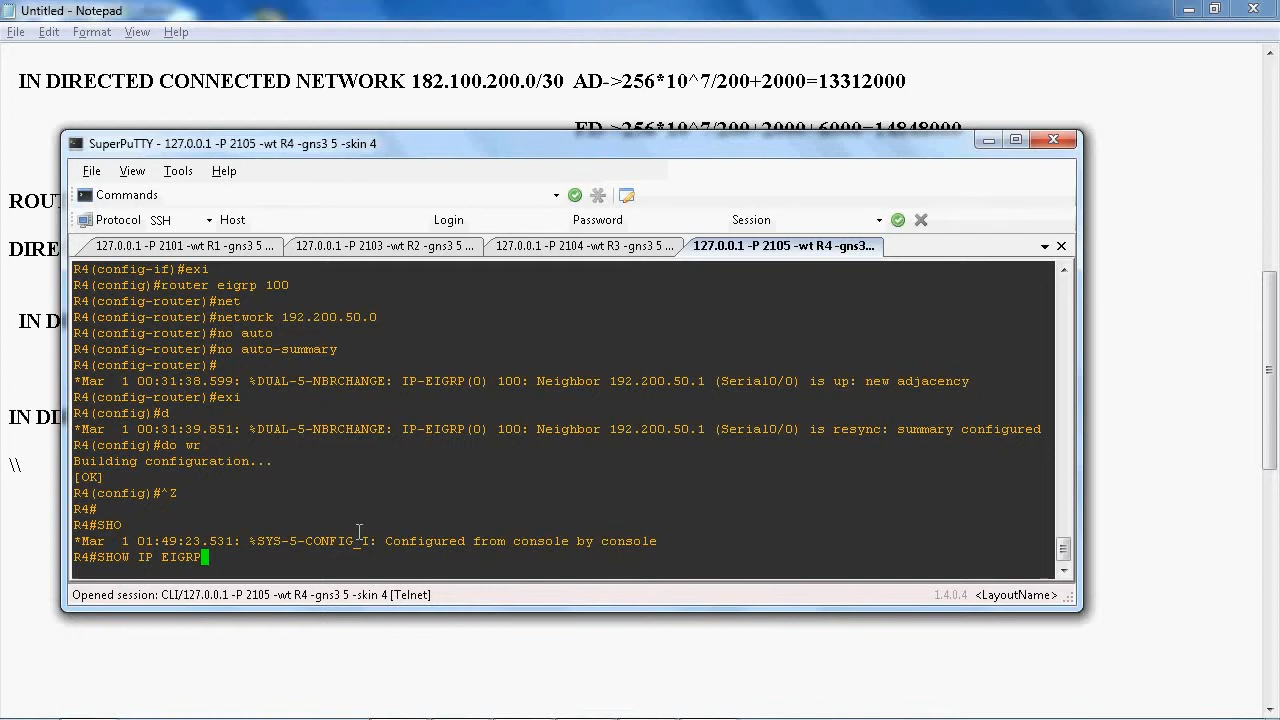 Untitled - Notepad
File Edit Format View Help
IN DIRECTED CONNECTED NETWORK 182.100.200.0/30 AD->256*10^7/200+2000=13312000
FD->256*10^7/200+2000+6000=14848000
SuperPuTTY - 127.0.0.1 -P 2105 -wt R4 -gns3 5 -skin 4
File View Tools Help
Commands
Protocol SSH Host Login Password Session
127.0.0.1 -P 2101 -wt R1 -gns3 5 ... 127.0.0.1 -P 2103 -wt R2 -gns3 5 ... 127.0.0.1 -P 2104 -wt R3 -gns3 5 ... 127.0.0.1 -P 2105 -wt R4 -gns3...
R4(config-if)#exi
R4(config)#router eigrp 100
R4(config-router)#net
R4(config-router)#network 192.200.50.0
R4(config-router)#no auto
R4(config-router)#no auto-summary
R4(config-router)#
*Mar 1 00:31:38.599: %DUAL-5-NBRCHANGE: IP-EIGRP(0) 100: Neighbor 192.200.50.1 (Serial0/0) is up: new adjacency
R4(config-router)#exi
R4(config)#d
*Mar 1 00:31:39.851: %DUAL-5-NBRCHANGE: IP-EIGRP(0) 100: Neighbor 192.200.50.1 (Serial0/0) is resync: summary configured
R4(config)#do wr
Building configuration...
[OK]
R4(config)#^Z
R4#
R4#SHO
*Mar 1 01:49:23.531: %SYS-5-CONFIG_I: Configured from console by console
R4#SHOW IP EIGRP
Opened session: CLI/127.0.0.1 -P 2105 -wt R4 -gns3 5 -skin 4 [Telnet] 1.4.0.4 <LayoutName>
ROUT
DIRE
IN D
IN DI
\\